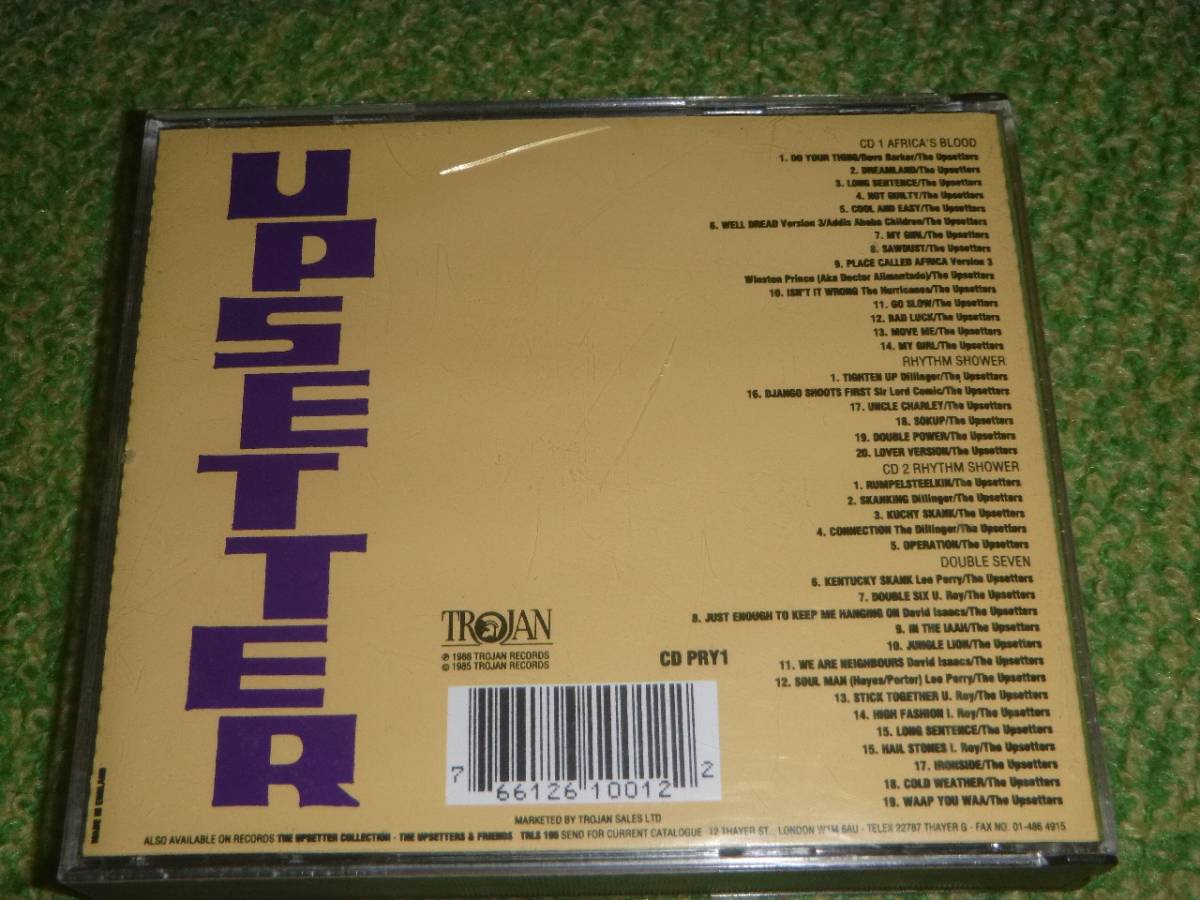 UPSETTER
CD 1 AFRICA'S BLOOD
1. DO YOUR THING/Dave Barker/The Upsetters
2. DREAMLAND/The Upsetters
3. LONG SENTENCE/The Upsetters
4. NOT GUILTY/The Upsetters
5. COOL AND EASY/The Upsetters
6. WELL DREAD Version 3/Addis Ababa Children/The Upsetters
7. MY GIRL/The Upsetters
8. SAWDUST/The Upsetters
9. PLACE CALLED AFRICA Version 3
Winston Prince (Aka Doctor Alimentado)/The Upsetters
10. ISN'T IT WRONG The Hurricanes/The Upsetters
11. GO SLOW/The Upsetters
12. BAD LUCK/The Upsetters
13. MOVE ME/The Upsetters
14. MY GIRL/The Upsetters
RHYTHM SHOWER
1. TIGHTEN UP Dillinger/The Upsetters
16. DJANGO SHOOTS FIRST Sir Lord Comic/The Upsetters
17. UNCLE CHARLEY/The Upsetters
18. SOKUP/The Upsetters
19. DOUBLE POWER/The Upsetters
20. LOVER VERSION/The Upsetters
CD 2 RHYTHM SHOWER
1. RUMPELSTEELKIN/The Upsetters
2. SKANKING Dillinger/The Upsetters
3. KUCHY SKANK/The Upsetters
4. CONNECTION The Dillinger/The Upsetters
5. OPERATION/The Upsetters
DOUBLE SEVEN
6. KENTUCKY SKANK Lee Perry/The Upsetters
7. DOUBLE SIX U. Roy/The Upsetters
8. JUST ENOUGH TO KEEP ME HANGING ON David Isaacs/The Upsetters
9. IN THE IAAH/The Upsetters
10. JUNGLE LION/The Upsetters
11. WE ARE NEIGHBOURS David Isaacs/The Upsetters
12. SOUL MAN (Hayes/Porter) Lee Perry/The Upsetters
13. STICK TOGETHER U. Roy/The Upsetters
14. HIGH FASHION I. Roy/The Upsetters
15. LONG SENTENCE/The Upsetters
15. HAIL STONES I. Roy/The Upsetters
17. IRONSIDE/The Upsetters
18. COLD WEATHER/The Upsetters
19. WAAP YOU WAA/The Upsetters
TROJAN
℗ 1988 TROJAN RECORDS
© 1985 TROJAN RECORDS
CD PRY1
7 66126 10012 2
MARKETED BY TROJAN SALES LTD
ALSO AVAILABLE ON RECORDS THE UPSETTER COLLECTION - THE UPSETTERS & FRIENDS TRLS 195 SEND FOR CURRENT CATALOGUE 12 THAYER ST., LONDON W1M 6AU - TELEX 22787 THAYER G - FAX NO. 01-486 4915
MADE IN ENGLAND